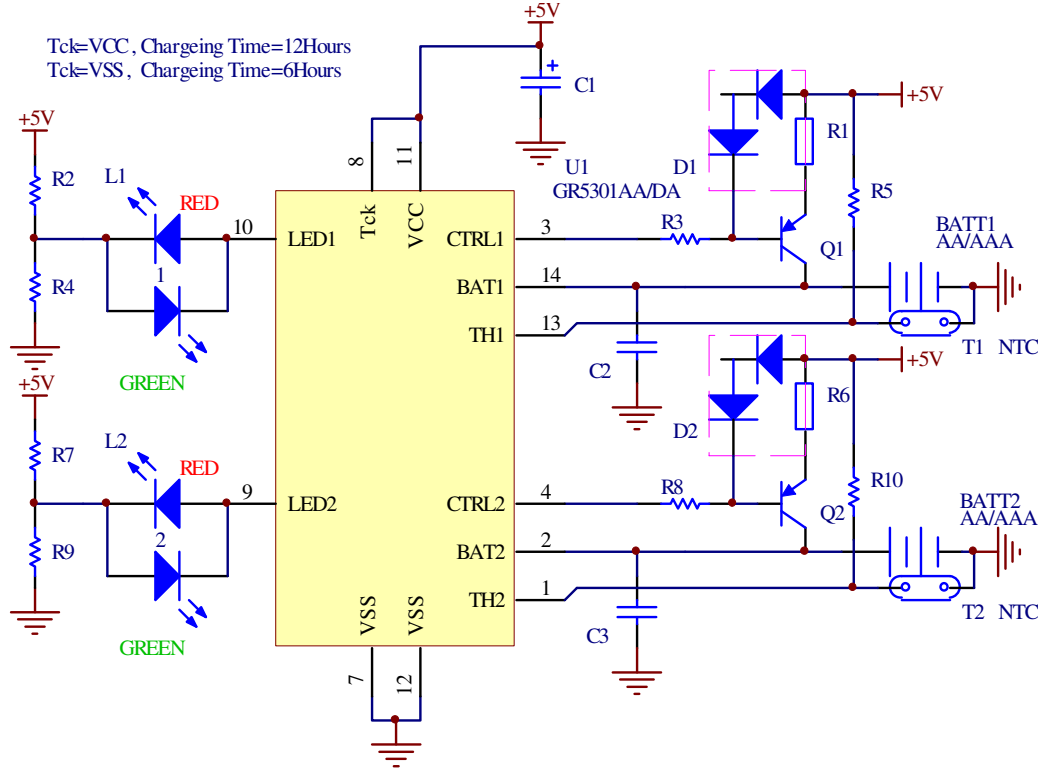 +5V
Tck=VCC, Chargeing Time=12Hours
Tck=VSS, Chargeing Time=6Hours
C1
+
+5V
+5V
R1
8
11
U1
GR5301AA/DA
D1
R2
L1
RED
R5
Tck
VCC
10
LED1
CTRL1
3
R3
Q1
BATT1
AA/AAA
R4
1
BAT1
14
TH1
13
T1 NTC
C2
GREEN
+5V
+5V
R6
D2
R7
L2
RED
R10
9
LED2
CTRL2
4
R8
Q2
BATT2
AA/AAA
R9
2
BAT2
2
TH2
1
T2 NTC
C3
GREEN
VSS
VSS
7
12